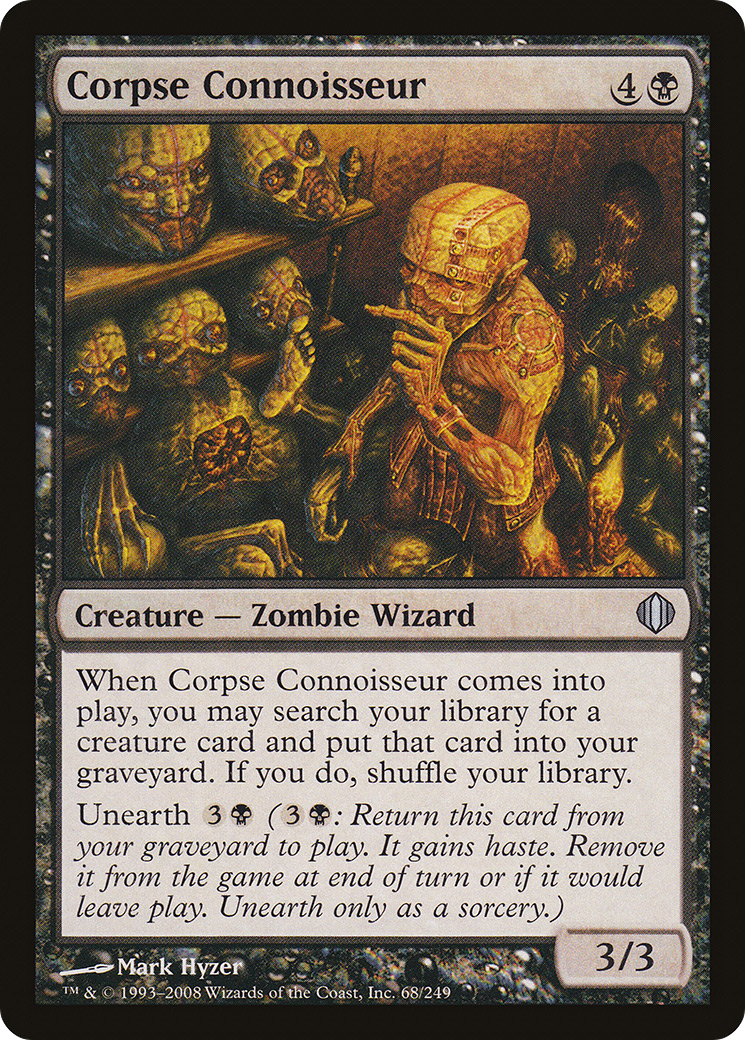 Corpse Connoisseur 4
Creature — Zombie Wizard
When Corpse Connoisseur comes into
play, you may search your library for a
creature card and put that card into your
graveyard. If you do, shuffle your library.
Unearth 3 (3 : Return this card from
your graveyard to play. It gains haste. Remove
it from the game at end of turn or if it would
leave play. Unearth only as a sorcery.)
3/3
Mark Hyzer
™ & © 1993–2008 Wizards of the Coast, Inc. 68/249